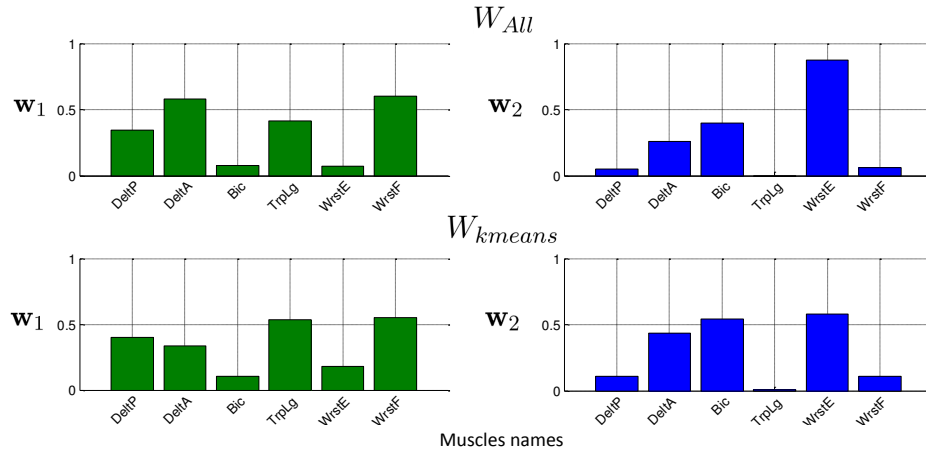 W_All
w_1
1
0.5
0
DeltP DeltA Bic TrpLg WrstE WrstF
w_2
1
0.5
0
DeltP DeltA Bic TrpLg WrstE WrstF
W_kmeans
w_1
1
0.5
0
DeltP DeltA Bic TrpLg WrstE WrstF
w_2
1
0.5
0
DeltP DeltA Bic TrpLg WrstE WrstF
Muscles names